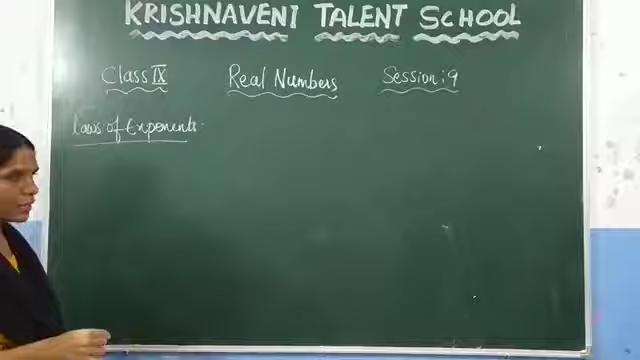 KRISHNAVENI TALENT SCHOOL
Class IX Real Numbers Session: 9
Laws of Exponents.